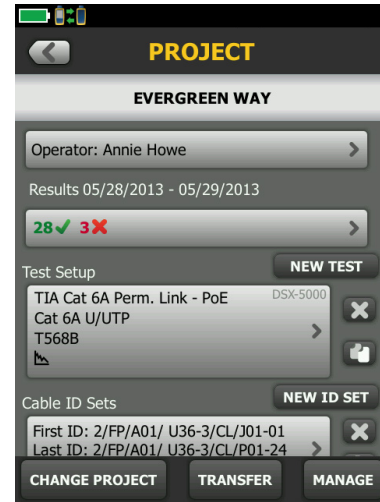 PROJECT
EVERGREEN WAY
Operator: Annie Howe
Results 05/28/2013 - 05/29/2013
28 3
Test Setup
NEW TEST
TIA Cat 6A Perm. Link - PoE
DSX-5000
Cat 6A U/UTP
T568B
Cable ID Sets
NEW ID SET
First ID: 2/FP/A01/ U36-3/CL/J01-01
Last ID: 2/FP/A01/ U36-3/CL/P01-24
CHANGE PROJECT
TRANSFER
MANAGE